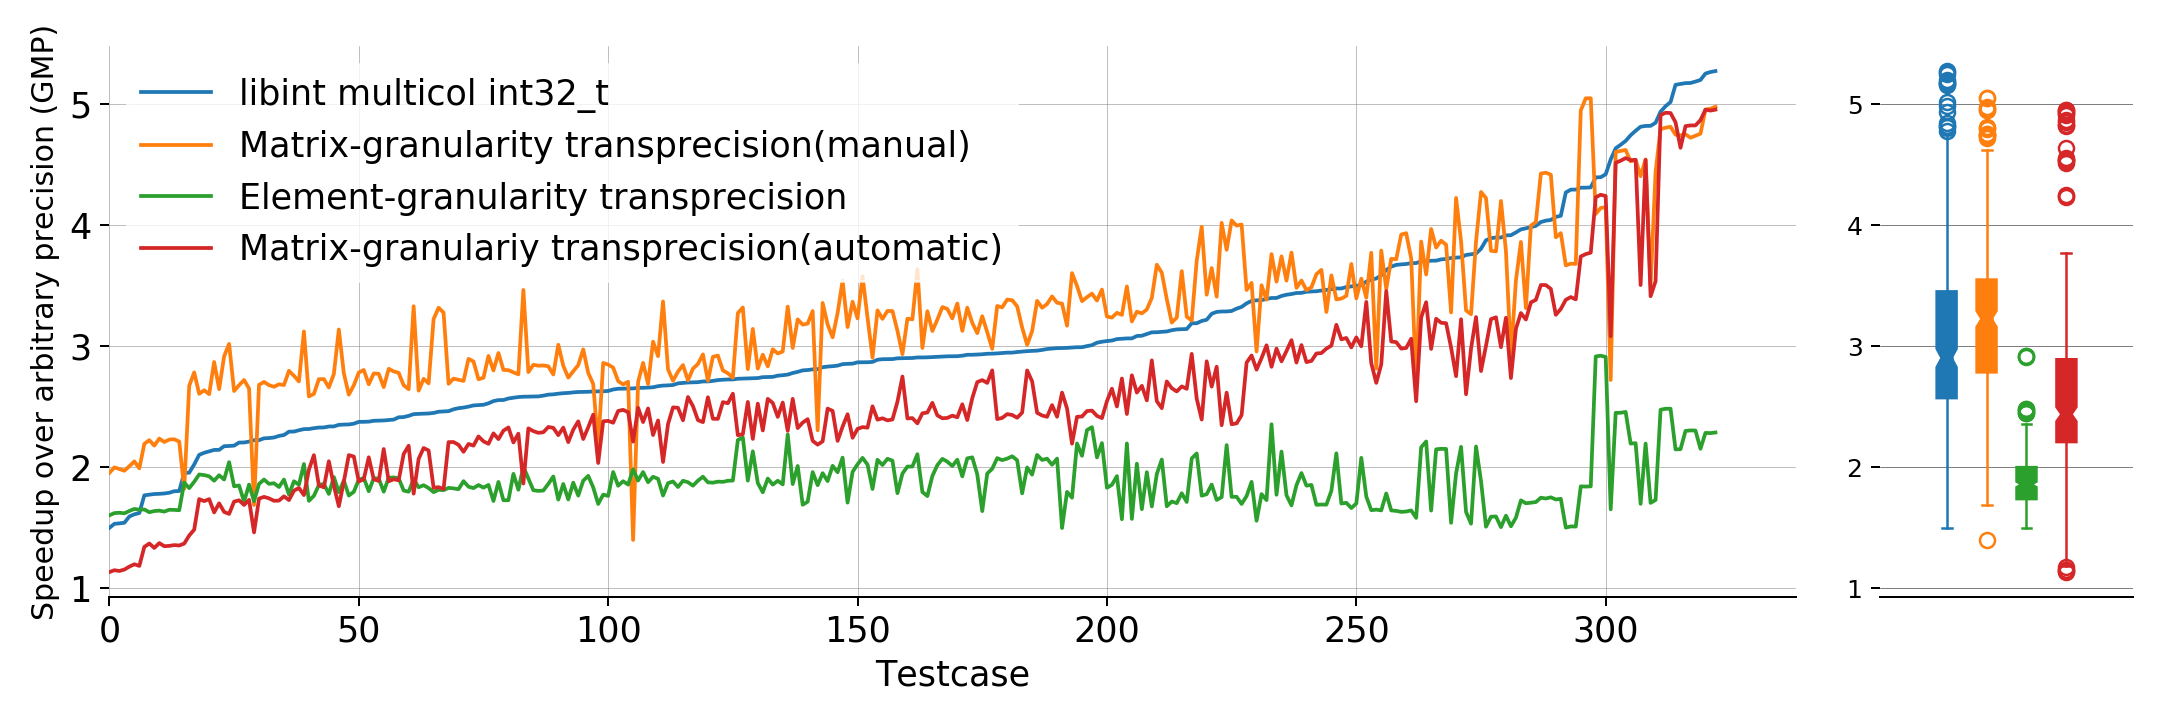 Speedup over arbitrary precision (GMP)
5
4
3
2
1
libint multicol int32_t
Matrix-granularity transprecision(manual)
Element-granularity transprecision
Matrix-granulariy transprecision(automatic)
0 50 100 150 200 250 300
Testcase
5
4
3
2
1